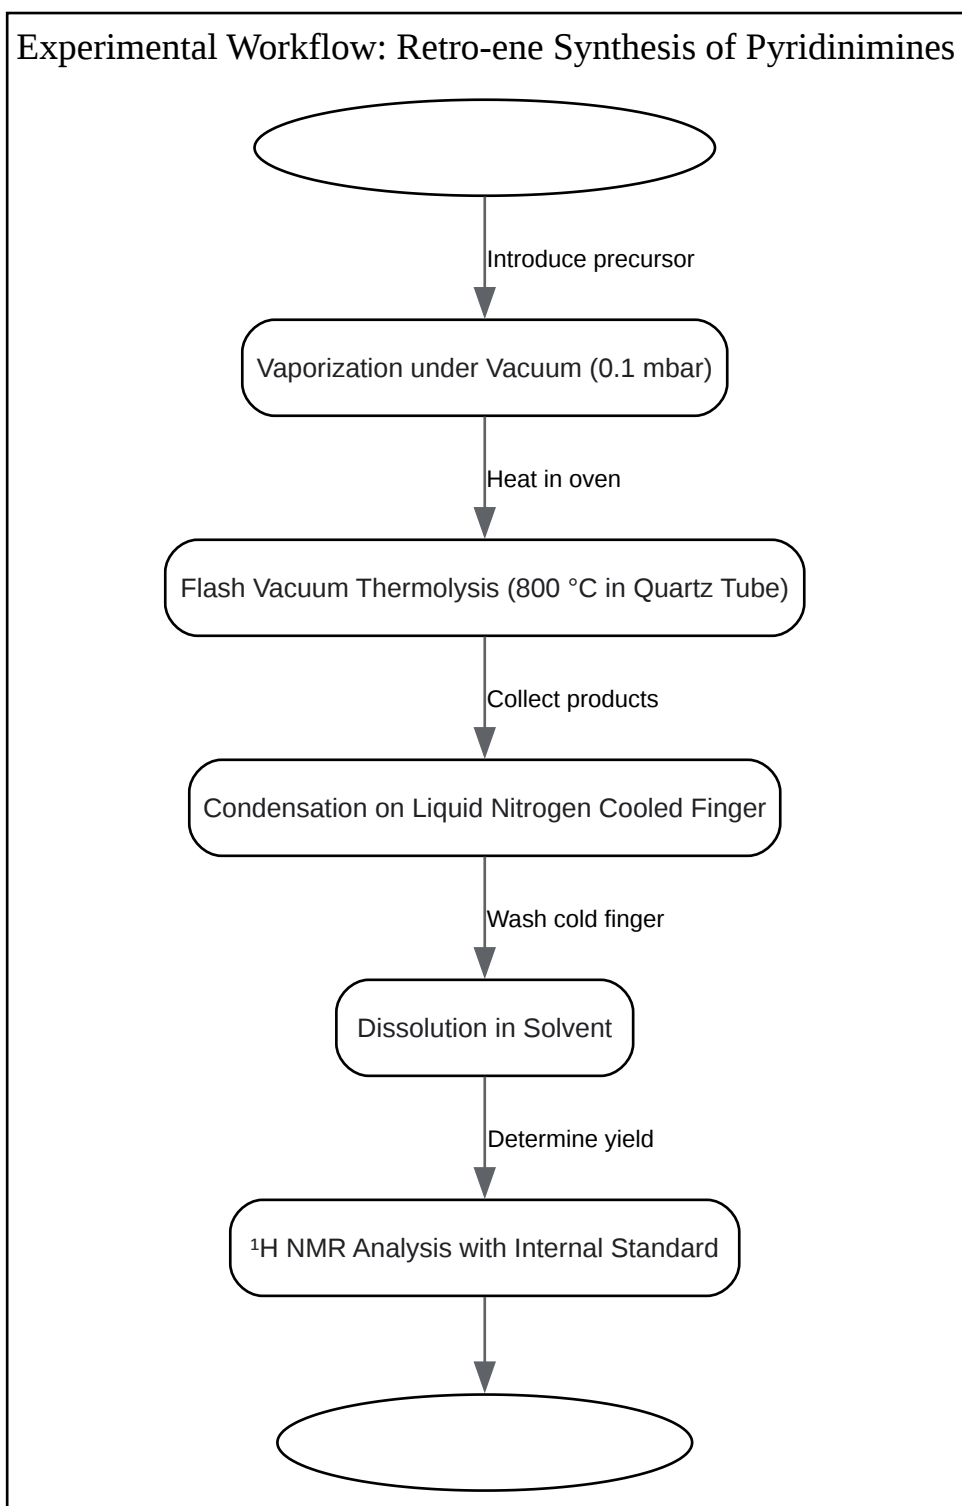 Experimental Workflow: Retro-ene Synthesis of Pyridinimines
Introduce precursor
Vaporization under Vacuum (0.1 mbar)
Heat in oven
Flash Vacuum Thermolysis (800 °C in Quartz Tube)
Collect products
Condensation on Liquid Nitrogen Cooled Finger
Wash cold finger
Dissolution in Solvent
Determine yield
¹H NMR Analysis with Internal Standard